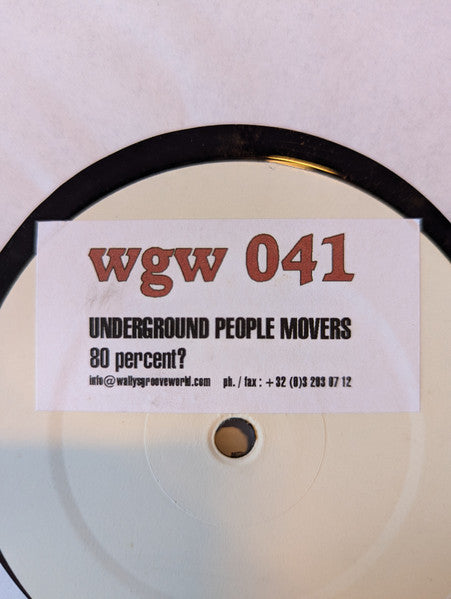 wgw 041
UNDERGROUND PEOPLE MOVERS
80 percent?
info@wallysgrooveworld.com ph. / fax : +32 (0)3 203 07 12